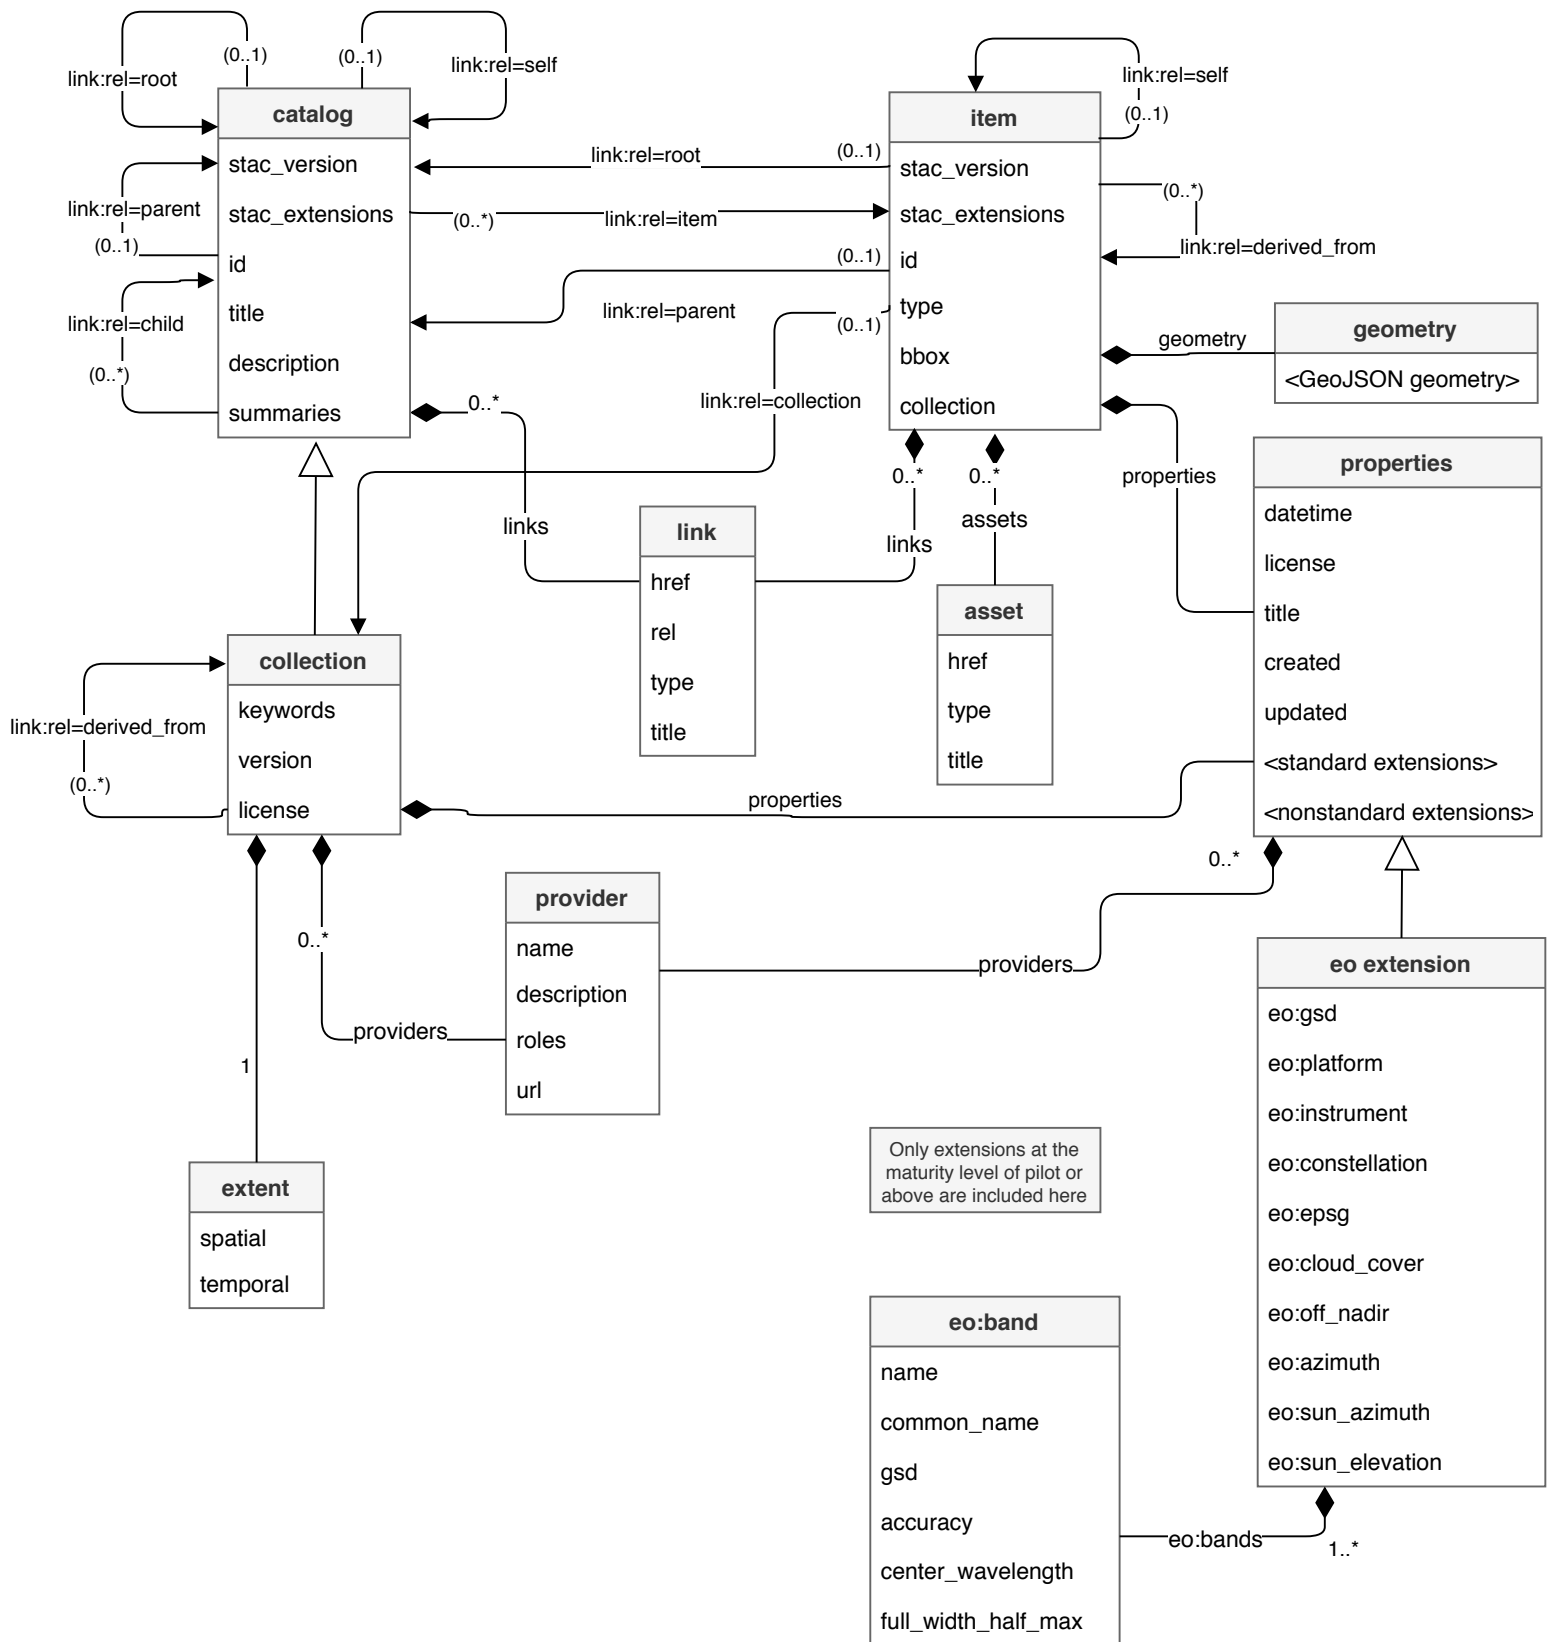 (0..1)
(0..1)
link:rel=root
link:rel=self
catalog
stac_version
stac_extensions
id
title
description
summaries
link:rel=parent
(0..1)
link:rel=child
(0..*)
link:rel=root
(0..1)
(0..*)
link:rel=item
(0..1)
link:rel=parent
(0..1)
link:rel=collection
link:rel=self
(0..1)
item
stac_version
stac_extensions
id
type
bbox
collection
(0..*)
link:rel=derived_from
geometry
geometry
<GeoJSON geometry>
properties
properties
datetime
license
title
created
updated
<standard extensions>
<nonstandard extensions>
0..*
links
link
href
rel
type
title
0..*
links
0..*
assets
asset
href
type
title
collection
keywords
version
license
link:rel=derived_from
(0..*)
properties
0..*
providers
0..*
providers
provider
name
description
roles
url
1
extent
spatial
temporal
Only extensions at the
maturity level of pilot or
above are included here
eo extension
eo:gsd
eo:platform
eo:instrument
eo:constellation
eo:epsg
eo:cloud_cover
eo:off_nadir
eo:azimuth
eo:sun_azimuth
eo:sun_elevation
eo:bands
1..*
eo:band
name
common_name
gsd
accuracy
center_wavelength
full_width_half_max